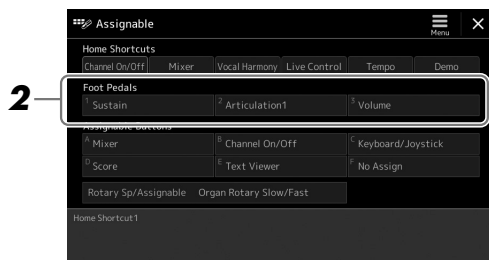 Assignable
Menu
Home Shortcuts
Channel On/Off Mixer Vocal Harmony Live Control Tempo Demo
2
Foot Pedals
1 Sustain 2 Articulation1 3 Volume
Assignable Buttons
A Mixer B Channel On/Off C Keyboard/Joystick
D Score E Text Viewer F No Assign
Rotary Sp/Assignable Organ Rotary Slow/Fast
Home Shortcut1